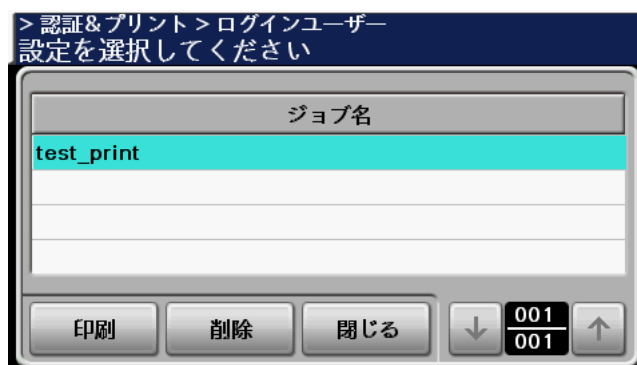 > 認証&プリント > ログインユーザー
設定を選択してください
ジョブ名
test_print
印刷 削除 閉じる ↓ 001 ↑
001